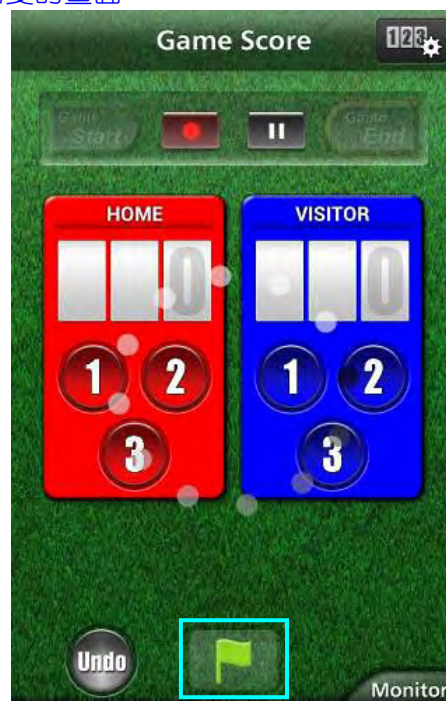 Game Score
123
Game Start
Game End
HOME
VISITOR
0
0
1
2
1
2
3
3
Undo
Monitor